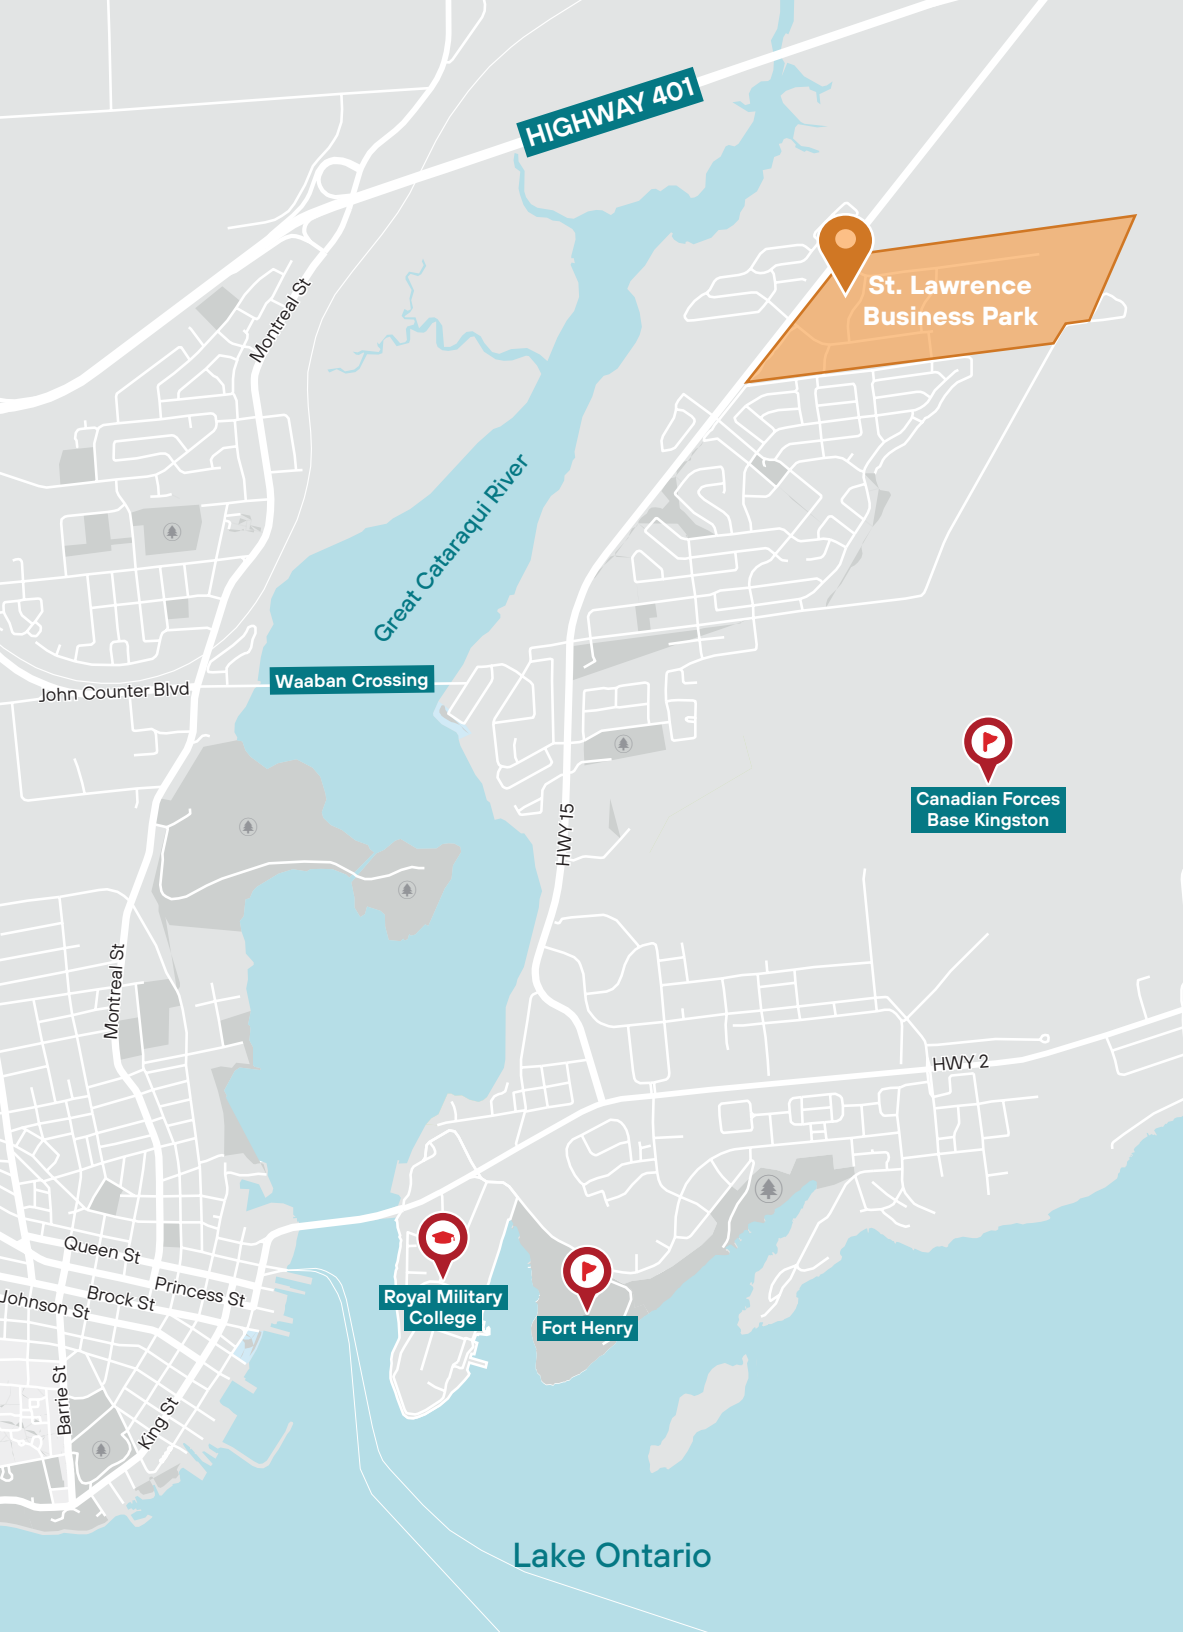 HIGHWAY 401
Montreal St
St. Lawrence
Business Park
Great Cataraqui River
Waaban Crossing
John Counter Blvd
Canadian Forces
Base Kingston
HWY 15
Montreal St
HWY 2
Queen St
Princess St
Brock St
Johnson St
Royal Military
College
Fort Henry
Barrie St
King St
Lake Ontario